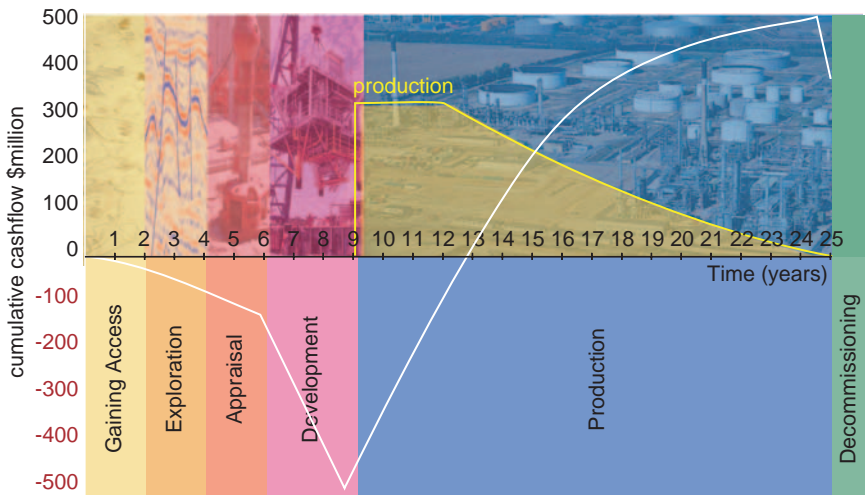 cumulative cashflow $million
500
400
300
200
100
0
-100
-200
-300
-400
-500
production
1 2 3 4 5 6 7 8 9 10 11 12 13 14 15 16 17 18 19 20 21 22 23 24 25
Time (years)
Gaining Access
Exploration
Appraisal
Development
Production
Decommissioning